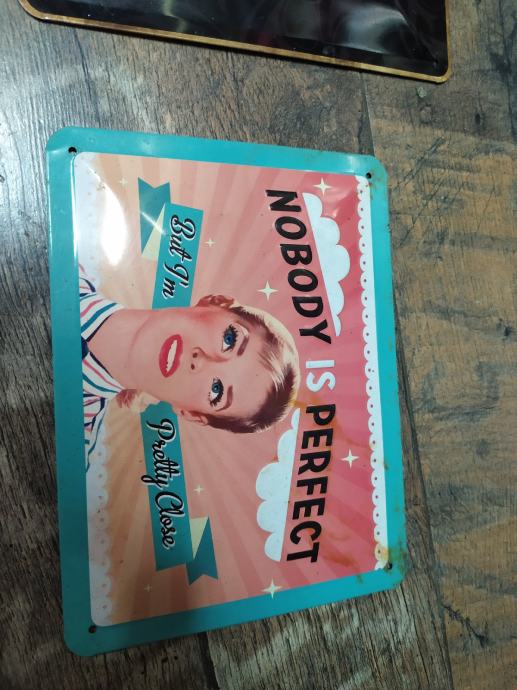 NOBODY IS PERFECT
But I'm
Pretty Close